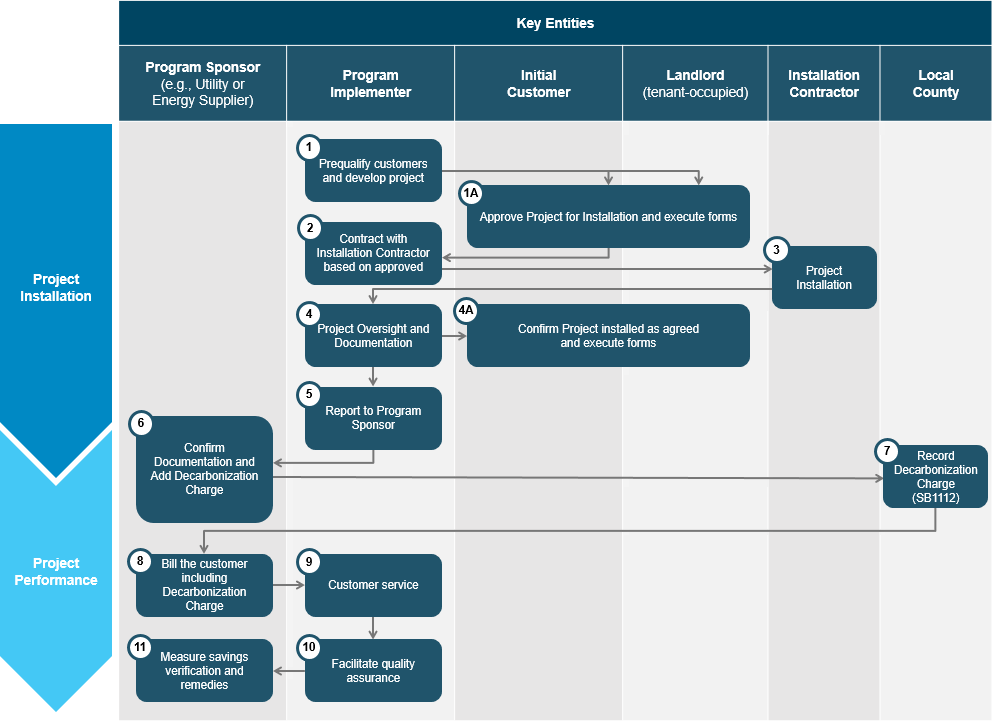 Key Entities
Program Sponsor
(e.g., Utility or
Energy Supplier)
Program
Implementer
Initial
Customer
Landlord
(tenant-occupied)
Installation
Contractor
Local
County
Project
Installation
1
Prequalify customers
and develop project
1A
Approve Project for Installation and execute forms
2
Contract with
Installation Contractor
based on approved
3
Project
Installation
4
Project Oversight and
Documentation
4A
Confirm Project installed as agreed
and execute forms
5
Report to Program
Sponsor
6
Confirm
Documentation and
Add Decarbonization
Charge
7
Record
Decarbonization
Charge
(SB1112)
Project
Performance
8
Bill the customer
including
Decarbonization
Charge
9
Customer service
10
Facilitate quality
assurance
11
Measure savings
verification and
remedies